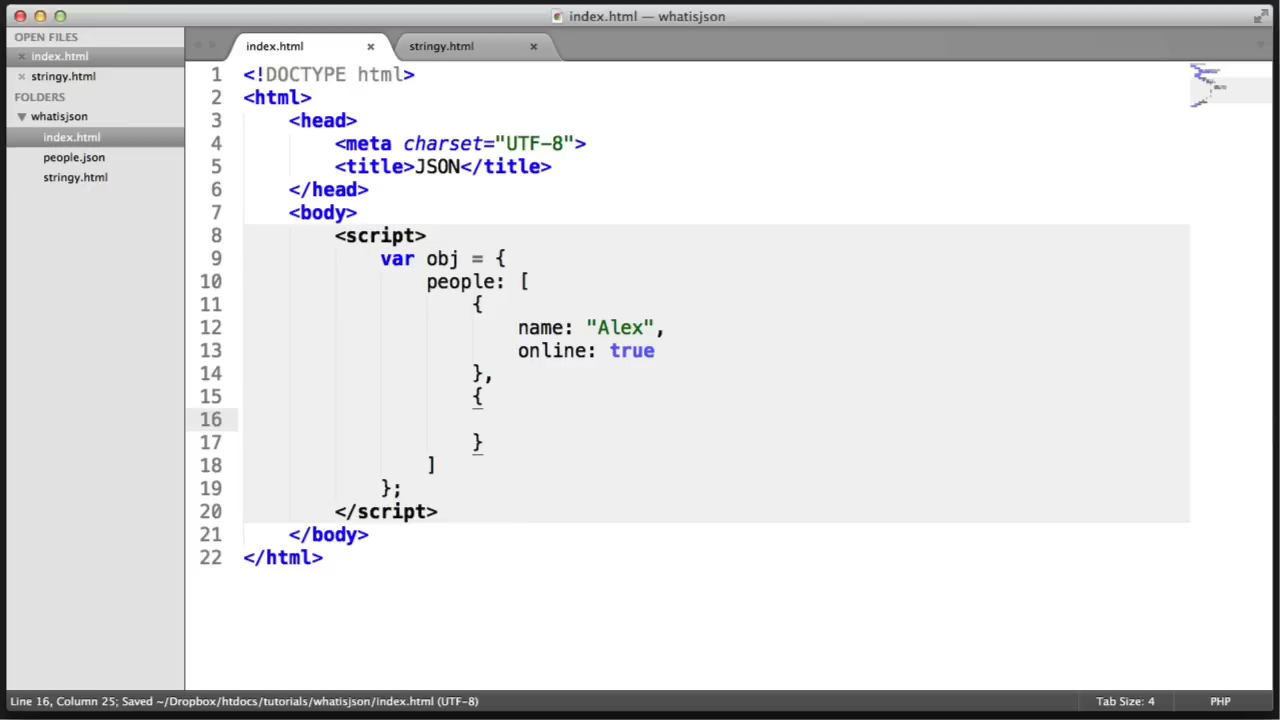 index.html — whatisjson
OPEN FILES
index.html
stringy.html
FOLDERS
whatisjson
index.html
people.json
stringy.html
index.html
stringy.html
1 <!DOCTYPE html>
2 <html>
3 <head>
4 <meta charset="UTF-8">
5 <title>JSON</title>
6 </head>
7 <body>
8 <script>
9 var obj = {
10 people: [
11 {
12 name: "Alex",
13 online: true
14 },
15 {
16
17 }
18 ]
19 };
20 </script>
21 </body>
22 </html>
Line 16, Column 25; Saved ~/Dropbox/htdocs/tutorials/whatisjson/index.html (UTF-8)
Tab Size: 4
PHP